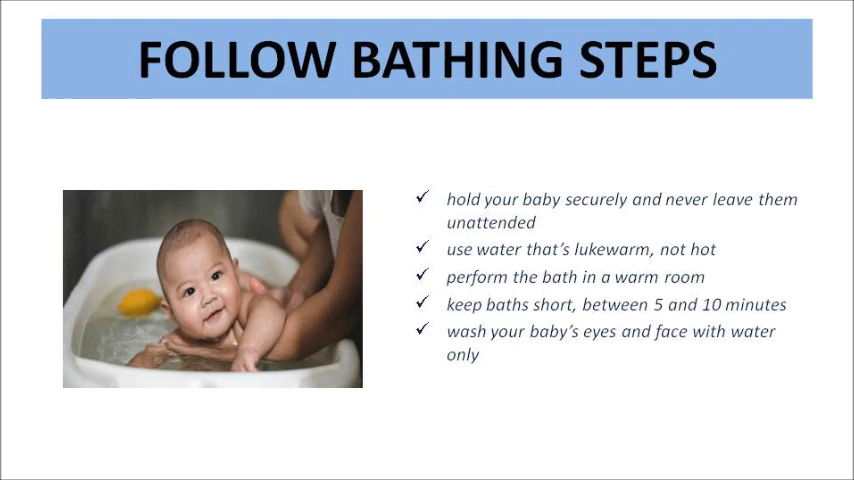 FOLLOW BATHING STEPS
✓ hold your baby securely and never leave them
unattended
✓ use water that’s lukewarm, not hot
✓ perform the bath in a warm room
✓ keep baths short, between 5 and 10 minutes
✓ wash your baby’s eyes and face with water
only